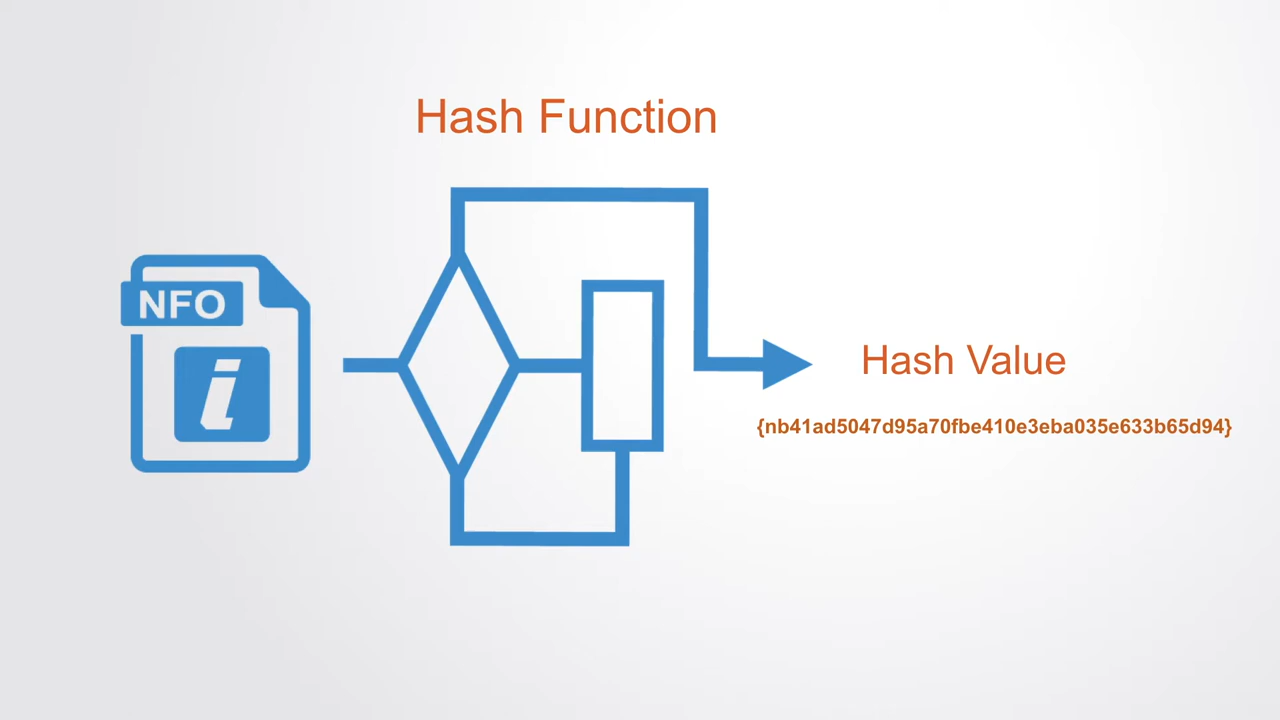 Hash Function
NFO
i
Hash Value
{nb41ad5047d95a70fbe410e3eba035e633b65d94}